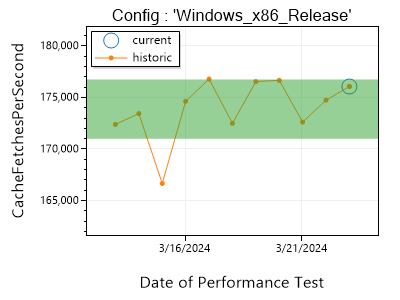 Config : 'Windows_x86_Release'
current
historic
180,000
175,000
170,000
165,000
CacheFetchesPerSecond
3/16/2024
3/21/2024
Date of Performance Test